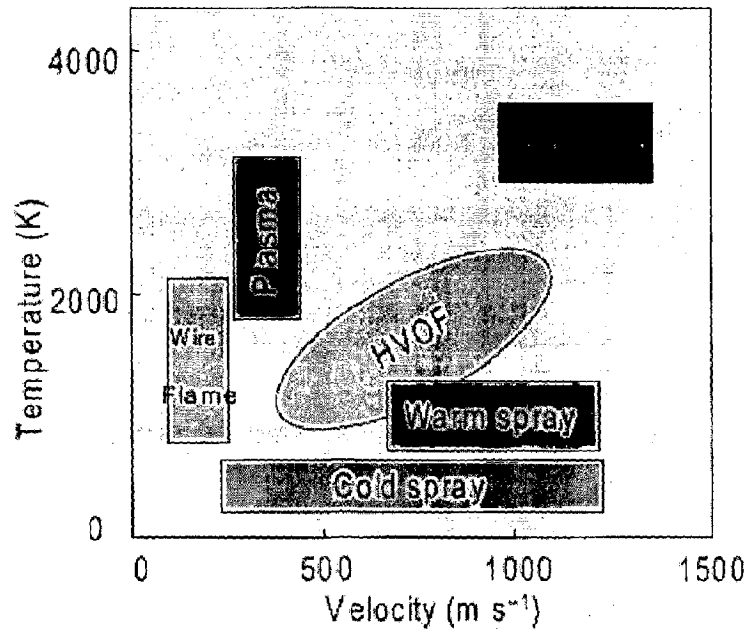 4000
2000
0
Temperature (K)
Plasma
Wire
Flame
HVOF
Warm spray
Cold spray
0
500
1000
1500
Velocity (m s⁻¹)